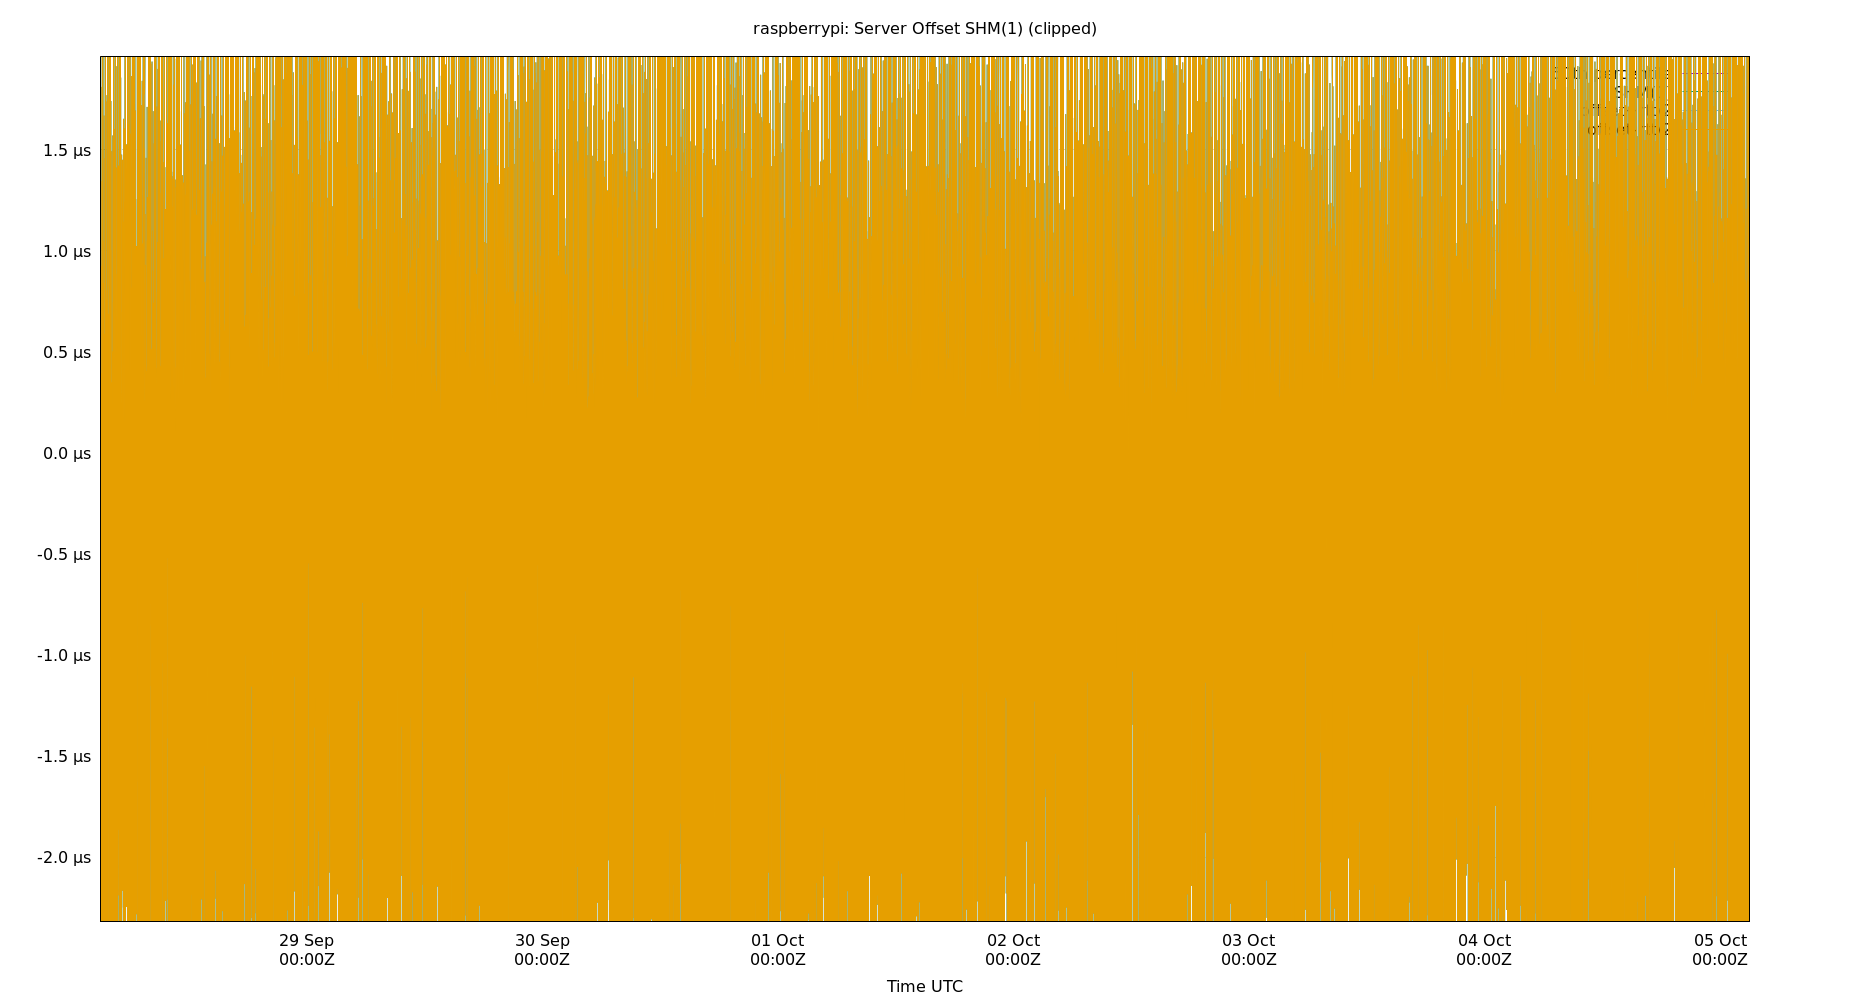 raspberrypi: Server Offset SHM(1) (clipped)
1.5 µs
1.0 µs
0.5 µs
0.0 µs
-0.5 µs
-1.0 µs
-1.5 µs
-2.0 µs
29 Sep 30 Sep 01 Oct 02 Oct 03 Oct 04 Oct 05 Oct
00:00Z 00:00Z 00:00Z 00:00Z 00:00Z 00:00Z 00:00Z
Time UTC